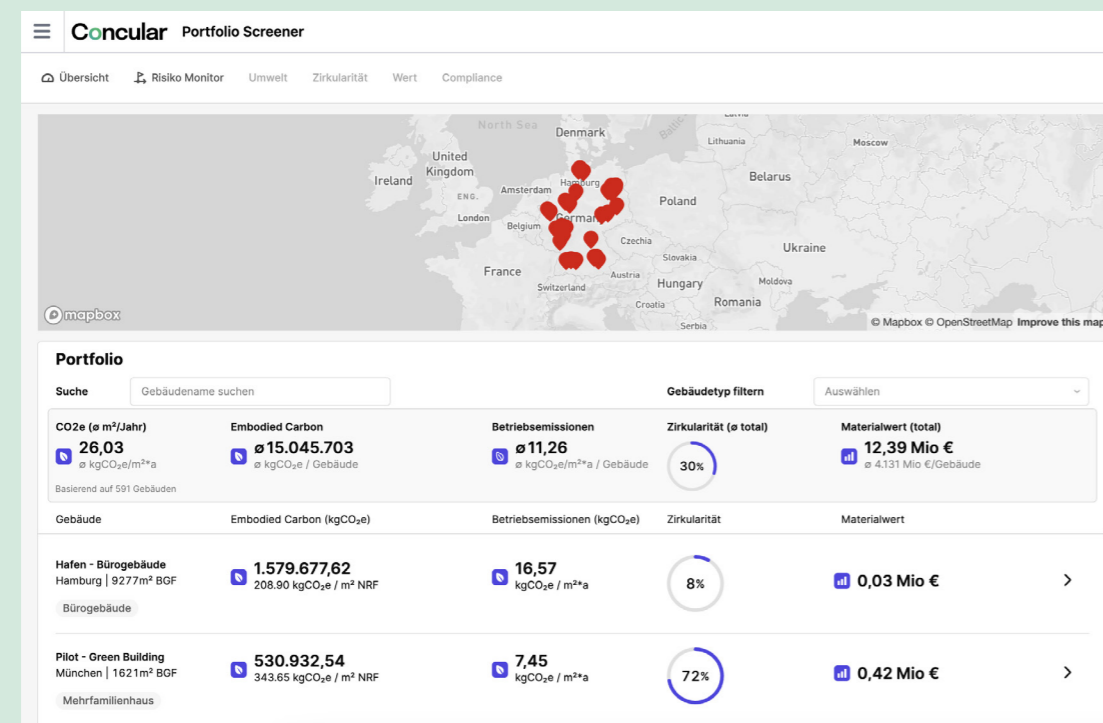 Concular Portfolio Screener
Übersicht Risiko Monitor Umwelt Zirkularität Wert Compliance
North Sea
Denmark
Baltic
Lithuania
Moscow
United Kingdom
Ireland
Hamburg
Belarus
ENG.
Amsterdam
Poland
London
Belgium
Czechia
Ukraine
Slovakia
France
Austria
Hungary
Moldova
Switzerland
Croatia
Romania
Serbia
mapbox
© Mapbox © OpenStreetMap Improve this map
Portfolio
Suche Gebäudename suchen Gebäudetyp filtern Auswählen
CO2e (ø m²/Jahr) Embodied Carbon Betriebsemissionen Zirkularität (ø total) Materialwert (total)
26,03 ø15.045.703 ø11,26 30% 12,39 Mio €
ø kgCO₂e/m²*a ø kgCO₂e / Gebäude ø kgCO₂e/m²*a / Gebäude ø 4.131 Mio €/Gebäude
Basierend auf 591 Gebäuden
Gebäude Embodied Carbon (kgCO₂e) Betriebsemissionen (kgCO₂e) Zirkularität Materialwert
Hafen - Bürogebäude 1.579.677,62 16,57
Hamburg | 9277m² BGF 208.90 kgCO₂e / m² NRF kgCO₂e / m²*a 8% 0,03 Mio €
Bürogebäude
Pilot - Green Building 530.932,54 7,45
München | 1621m² BGF 343.65 kgCO₂e / m² NRF kgCO₂e / m²*a 72% 0,42 Mio €
Mehrfamilienhaus